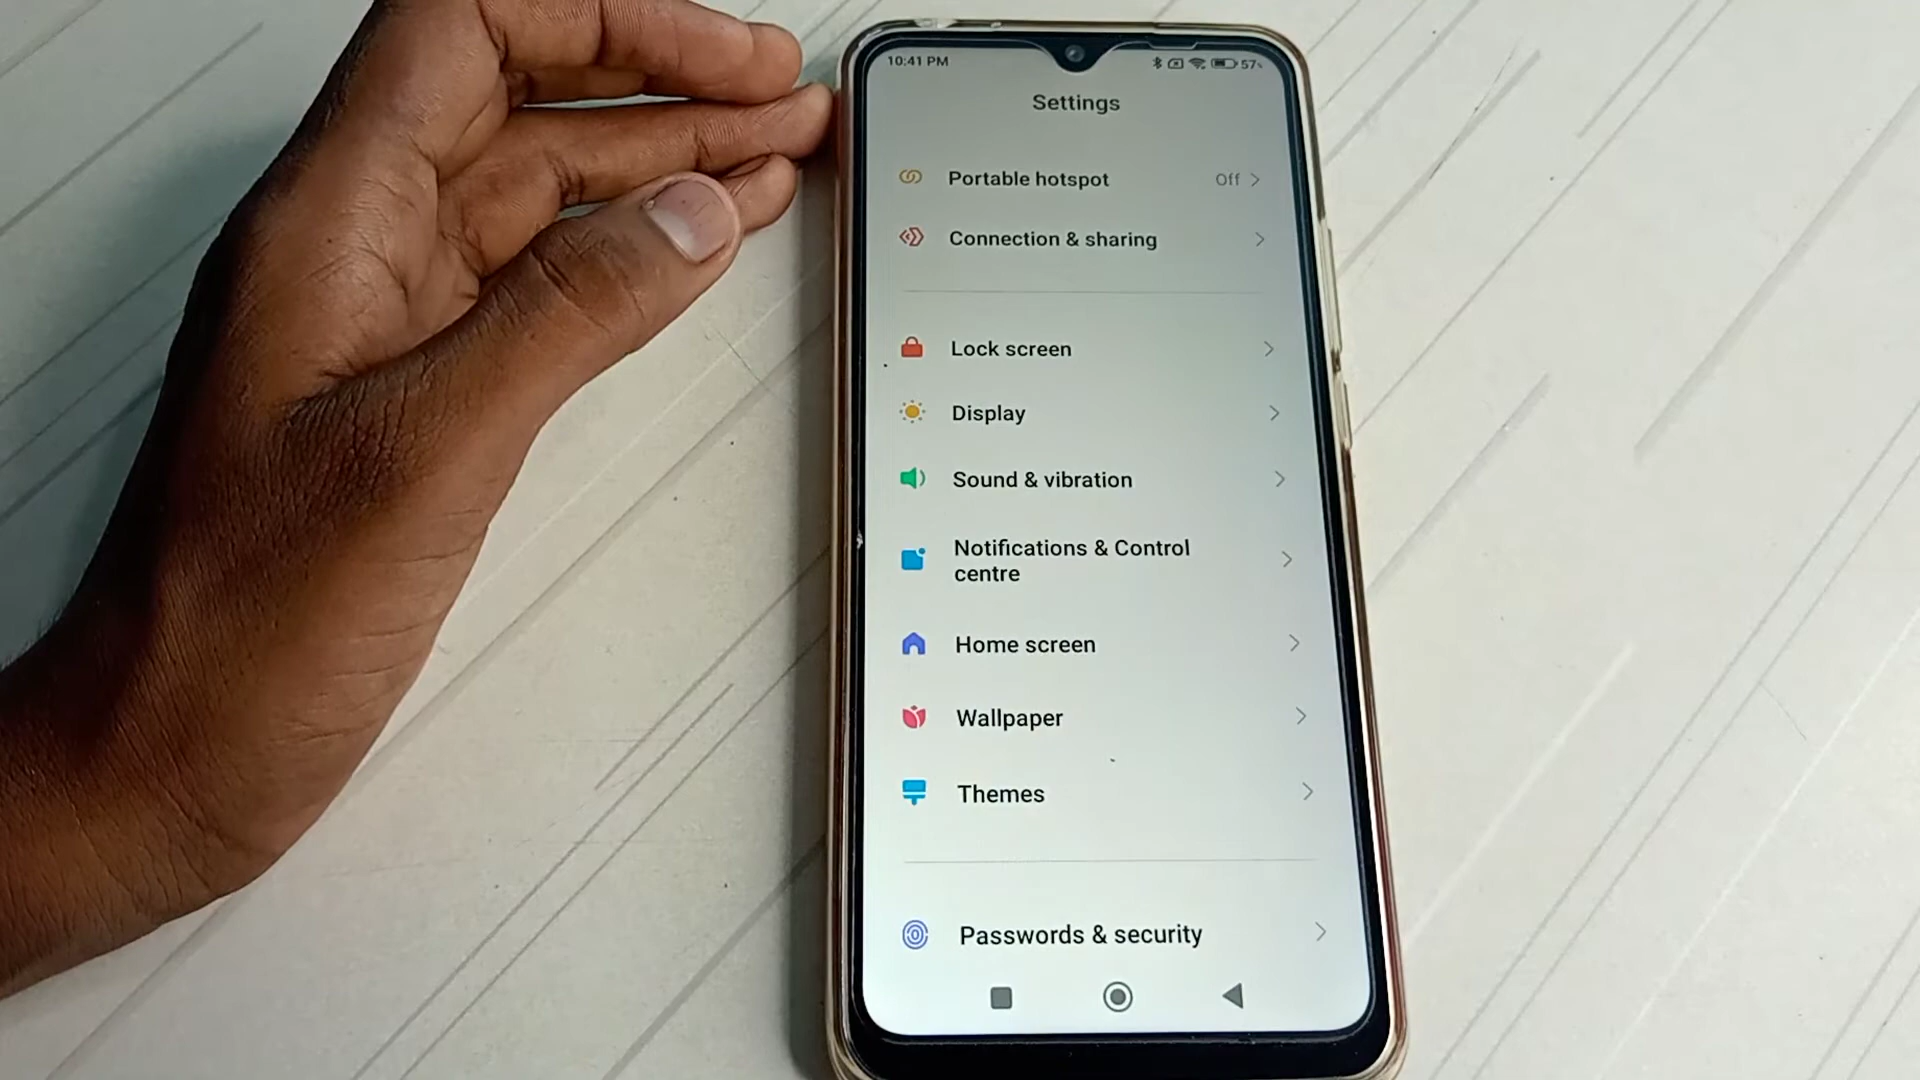 10:41 PM 57%
Settings
Portable hotspot Off
Connection & sharing
Lock screen
Display
Sound & vibration
Notifications & Control
centre
Home screen
Wallpaper
Themes
Passwords & security